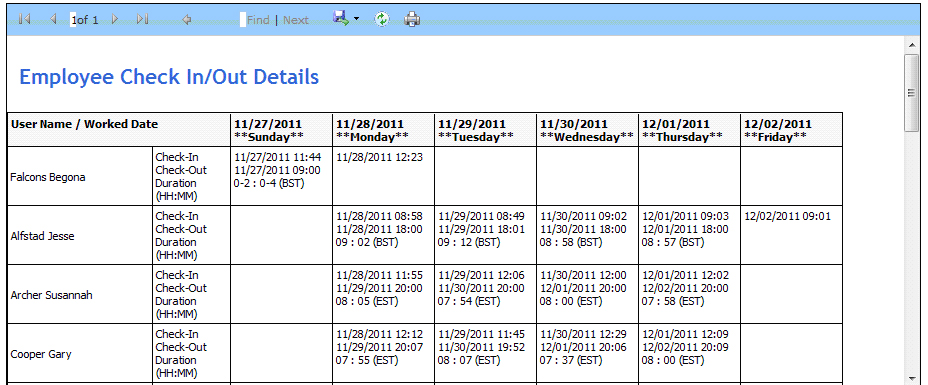 1of 1 Find | Next
Employee Check In/Out Details
User Name / Worked Date 11/27/2011 11/28/2011 11/29/2011 11/30/2011 12/01/2011 12/02/2011
**Sunday** **Monday** **Tuesday** **Wednesday** **Thursday** **Friday**
Falcons Begona
Check-In 11/27/2011 11:44 11/28/2011 12:23
Check-Out 11/27/2011 09:00
Duration 0-2 : 0-4 (BST)
(HH:MM)
Alfstad Jesse
Check-In 11/28/2011 08:58 11/29/2011 08:49 11/30/2011 09:02 12/01/2011 09:03 12/02/2011 09:01
Check-Out 11/28/2011 18:00 11/29/2011 18:01 11/30/2011 18:00 12/01/2011 18:00
Duration 09 : 02 (BST) 09 : 12 (BST) 08 : 58 (BST) 08 : 57 (BST)
(HH:MM)
Archer Susannah
Check-In 11/28/2011 11:55 11/29/2011 12:06 11/30/2011 12:00 12/01/2011 12:02
Check-Out 11/29/2011 20:00 11/30/2011 20:00 12/01/2011 20:00 12/02/2011 20:00
Duration 08 : 05 (EST) 07 : 54 (EST) 08 : 00 (EST) 07 : 58 (EST)
(HH:MM)
Cooper Gary
Check-In 11/28/2011 12:12 11/29/2011 11:45 11/30/2011 12:29 12/01/2011 12:09
Check-Out 11/29/2011 20:07 11/30/2011 19:52 12/01/2011 20:06 12/02/2011 20:09
Duration 07 : 55 (EST) 08 : 07 (EST) 07 : 37 (EST) 08 : 00 (EST)
(HH:MM)